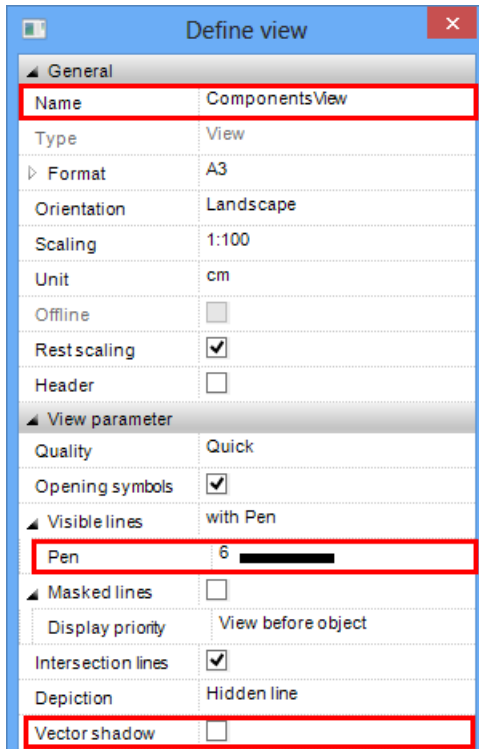 Define view
General
Name ComponentsView
Type View
Format A3
Orientation Landscape
Scaling 1:100
Unit cm
Offline
Rest scaling
Header
View parameter
Quality Quick
Opening symbols
Visible lines with Pen
Pen 6
Masked lines
Display priority View before object
Intersection lines
Depiction Hidden line
Vector shadow